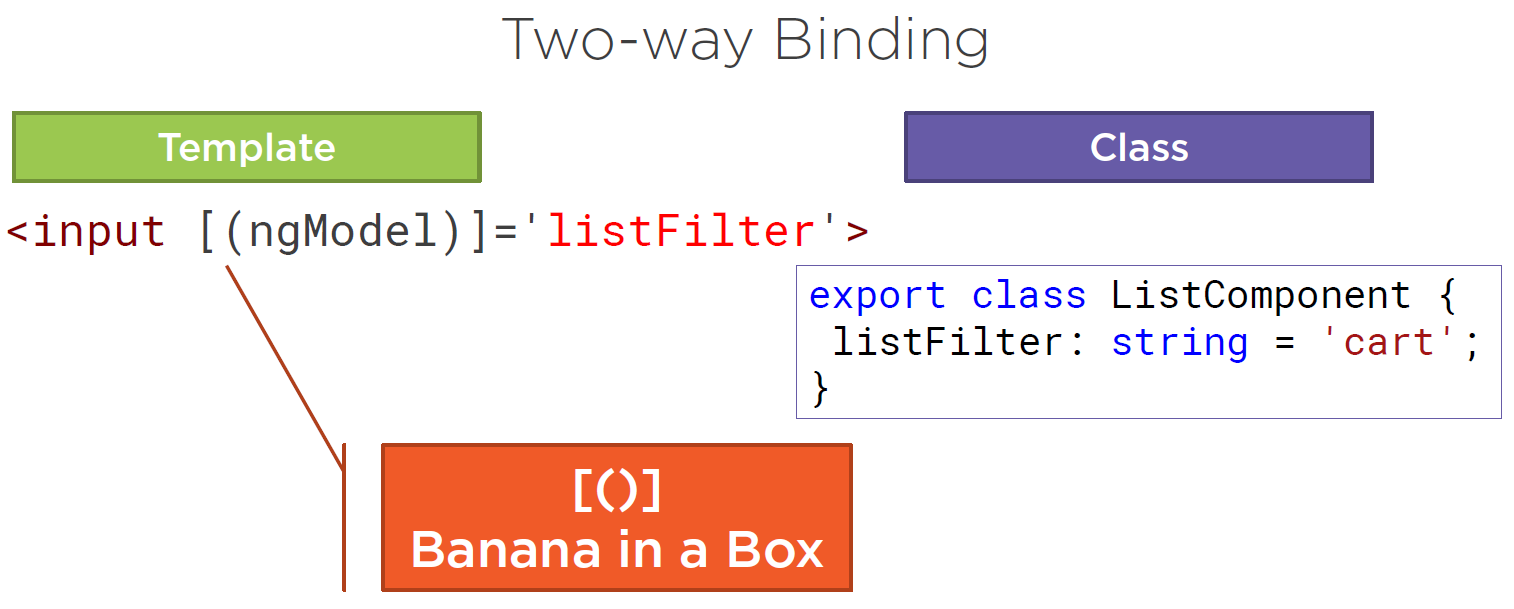 Two-way Binding
Template
Class
<input [(ngModel)]='listFilter'>
export class ListComponent {
listFilter: string = 'cart';
}
[()]
Banana in a Box